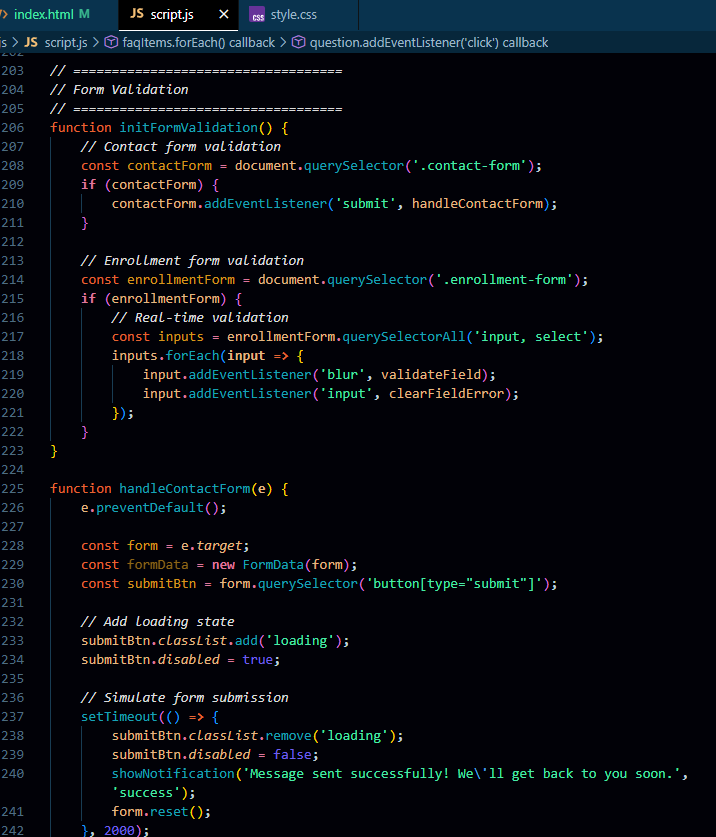 index.html M JS script.js × css style.css
js > JS script.js > faqItems.forEach() callback > question.addEventListener('click') callback
203 // ===================================
204 // Form Validation
205 // ===================================
206 function initFormValidation() {
207 // Contact form validation
208 const contactForm = document.querySelector('.contact-form');
209 if (contactForm) {
210 contactForm.addEventListener('submit', handleContactForm);
211 }
212
213 // Enrollment form validation
214 const enrollmentForm = document.querySelector('.enrollment-form');
215 if (enrollmentForm) {
216 // Real-time validation
217 const inputs = enrollmentForm.querySelectorAll('input, select');
218 inputs.forEach(input => {
219 input.addEventListener('blur', validateField);
220 input.addEventListener('input', clearFieldError);
221 });
222 }
223 }
224
225 function handleContactForm(e) {
226 e.preventDefault();
227
228 const form = e.target;
229 const formData = new FormData(form);
230 const submitBtn = form.querySelector('button[type="submit"]');
231
232 // Add loading state
233 submitBtn.classList.add('loading');
234 submitBtn.disabled = true;
235
236 // Simulate form submission
237 setTimeout(() => {
238 submitBtn.classList.remove('loading');
239 submitBtn.disabled = false;
240 showNotification('Message sent successfully! We\'ll get back to you soon.',
'success');
241 form.reset();
242 }, 2000);